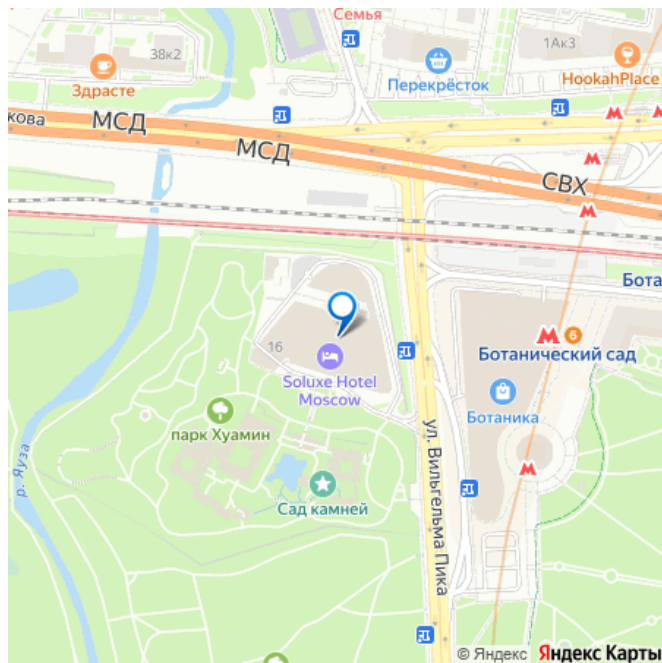 Семья
38к2
1Ак3
Здрасте
Перекрёсток
HookahPlace
кова
МСД
МСД
СВХ
Бота
16
6
Ботанический сад
Soluxe Hotel
Moscow
Ботаника
парк Хуамин
ул. Вильгельма Пика
р. Яуза
Сад камней
© Яндекс Яндекс Карты